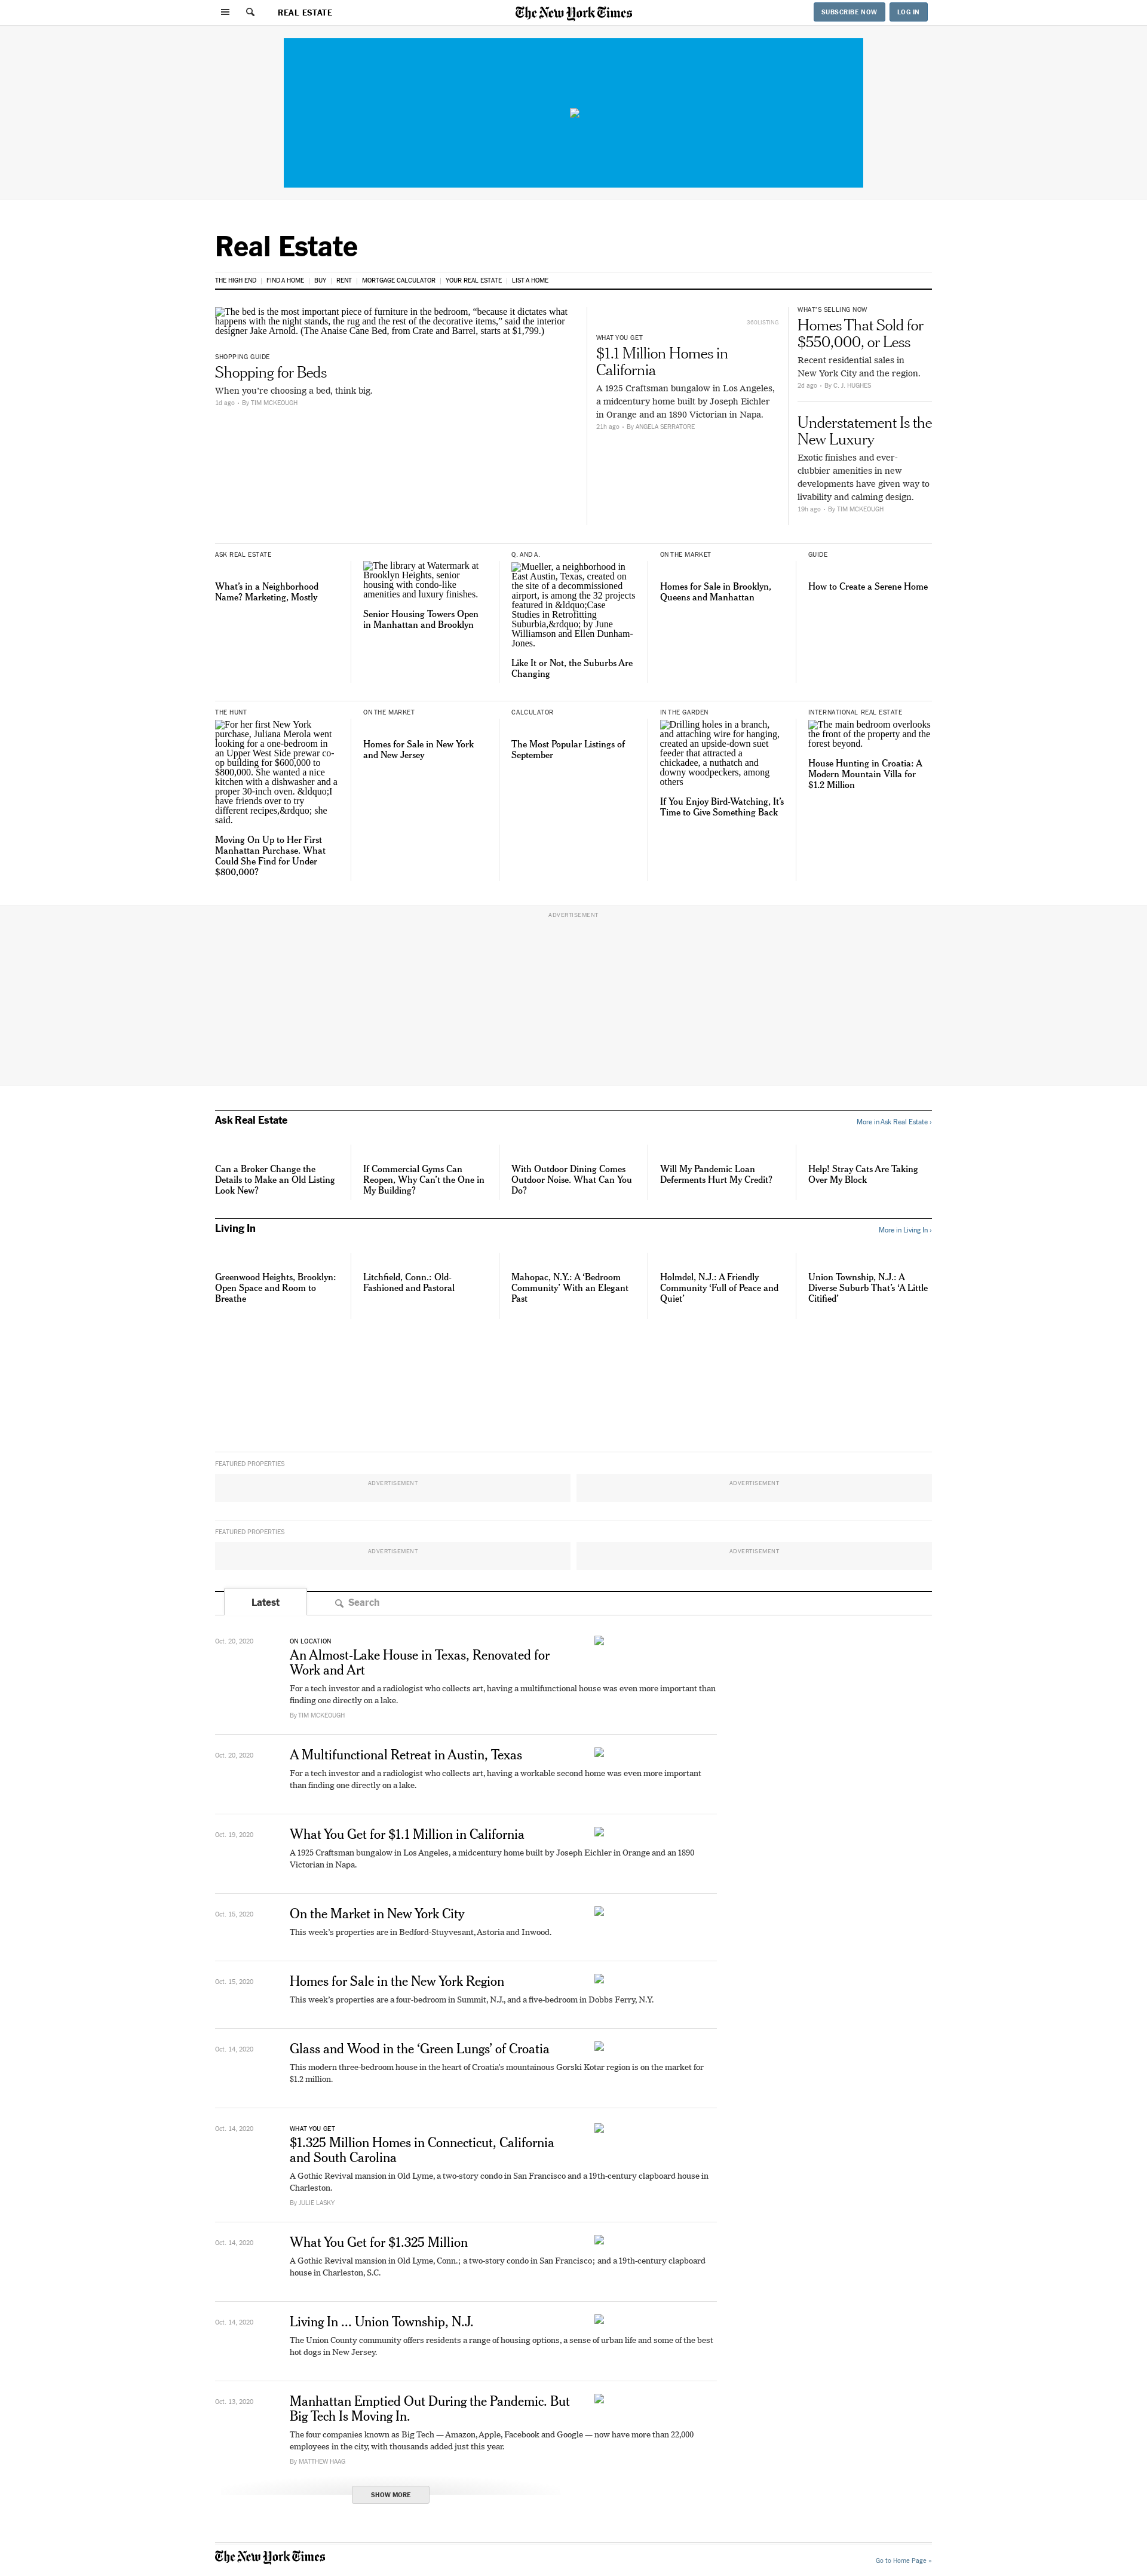 REAL ESTATE
The New York Times
SUBSCRIBE NOW
LOG IN
Real Estate
THE HIGH END | FIND A HOME | BUY | RENT | MORTGAGE CALCULATOR | YOUR REAL ESTATE | LIST A HOME
The bed is the most important piece of furniture in the bedroom, “because it dictates what
happens with the night stands, the rug and the rest of the decorative items,” said the interior
designer Jake Arnold. (The Anaise Cane Bed, from Crate and Barrel, starts at $1,799.)
SHOPPING GUIDE
Shopping for Beds
When you’re choosing a bed, think big.
1d ago - By TIM MCKEOUGH
360LISTING
WHAT YOU GET
$1.1 Million Homes in
California
A 1925 Craftsman bungalow in Los Angeles,
a midcentury home built by Joseph Eichler
in Orange and an 1890 Victorian in Napa.
21h ago - By ANGELA SERRATORE
WHAT'S SELLING NOW
Homes That Sold for
$550,000, or Less
Recent residential sales in
New York City and the region.
2d ago - By C. J. HUGHES
Understatement Is the
New Luxury
Exotic finishes and ever-
clubbier amenities in new
developments have given way to
livability and calming design.
19h ago - By TIM MCKEOUGH
ASK REAL ESTATE
What’s in a Neighborhood
Name? Marketing, Mostly
The library at Watermark at
Brooklyn Heights, senior
housing with condo-like
amenities and luxury finishes.
Senior Housing Towers Open
in Manhattan and Brooklyn
Q. AND A.
Mueller, a neighborhood in
East Austin, Texas, created on
the site of a decommissioned
airport, is among the 32 projects
featured in &ldquo;Case
Studies in Retrofitting
Suburbia,&rdquo; by June
Williamson and Ellen Dunham-
Jones.
Like It or Not, the Suburbs Are
Changing
ON THE MARKET
Homes for Sale in Brooklyn,
Queens and Manhattan
GUIDE
How to Create a Serene Home
THE HUNT
For her first New York
purchase, Juliana Merola went
looking for a one-bedroom in
an Upper West Side prewar co-
op building for $600,000 to
$800,000. She wanted a nice
kitchen with a dishwasher and a
proper 30-inch oven. &ldquo;I
have friends over to try
different recipes,&rdquo; she
said.
Moving On Up to Her First
Manhattan Purchase. What
Could She Find for Under
$800,000?
ON THE MARKET
Homes for Sale in New York
and New Jersey
CALCULATOR
The Most Popular Listings of
September
IN THE GARDEN
Drilling holes in a branch,
and attaching wire for hanging,
created an upside-down suet
feeder that attracted a
chickadee, a nuthatch and
downy woodpeckers, among
others
If You Enjoy Bird-Watching, It’s
Time to Give Something Back
INTERNATIONAL REAL ESTATE
The main bedroom overlooks
the front of the property and the
forest beyond.
House Hunting in Croatia: A
Modern Mountain Villa for
$1.2 Million
ADVERTISEMENT
Ask Real Estate
More in Ask Real Estate ›
Can a Broker Change the
Details to Make an Old Listing
Look New?
If Commercial Gyms Can
Reopen, Why Can’t the One in
My Building?
With Outdoor Dining Comes
Outdoor Noise. What Can You
Do?
Will My Pandemic Loan
Deferments Hurt My Credit?
Help! Stray Cats Are Taking
Over My Block
Living In
More in Living In ›
Greenwood Heights, Brooklyn:
Open Space and Room to
Breathe
Litchfield, Conn.: Old-
Fashioned and Pastoral
Mahopac, N.Y.: A ‘Bedroom
Community’ With an Elegant
Past
Holmdel, N.J.: A Friendly
Community ‘Full of Peace and
Quiet’
Union Township, N.J.: A
Diverse Suburb That’s ‘A Little
Citified’
FEATURED PROPERTIES
ADVERTISEMENT
ADVERTISEMENT
FEATURED PROPERTIES
ADVERTISEMENT
ADVERTISEMENT
Latest
Search
Oct. 20, 2020
ON LOCATION
An Almost-Lake House in Texas, Renovated for
Work and Art
For a tech investor and a radiologist who collects art, having a multifunctional house was even more important than
finding one directly on a lake.
By TIM MCKEOUGH
Oct. 20, 2020
A Multifunctional Retreat in Austin, Texas
For a tech investor and a radiologist who collects art, having a workable second home was even more important
than finding one directly on a lake.
Oct. 19, 2020
What You Get for $1.1 Million in California
A 1925 Craftsman bungalow in Los Angeles, a midcentury home built by Joseph Eichler in Orange and an 1890
Victorian in Napa.
Oct. 15, 2020
On the Market in New York City
This week’s properties are in Bedford-Stuyvesant, Astoria and Inwood.
Oct. 15, 2020
Homes for Sale in the New York Region
This week’s properties are a four-bedroom in Summit, N.J., and a five-bedroom in Dobbs Ferry, N.Y.
Oct. 14, 2020
Glass and Wood in the ‘Green Lungs’ of Croatia
This modern three-bedroom house in the heart of Croatia’s mountainous Gorski Kotar region is on the market for
$1.2 million.
Oct. 14, 2020
WHAT YOU GET
$1.325 Million Homes in Connecticut, California
and South Carolina
A Gothic Revival mansion in Old Lyme, a two-story condo in San Francisco and a 19th-century clapboard house in
Charleston.
By JULIE LASKY
Oct. 14, 2020
What You Get for $1.325 Million
A Gothic Revival mansion in Old Lyme, Conn.; a two-story condo in San Francisco; and a 19th-century clapboard
house in Charleston, S.C.
Oct. 14, 2020
Living In ... Union Township, N.J.
The Union County community offers residents a range of housing options, a sense of urban life and some of the best
hot dogs in New Jersey.
Oct. 13, 2020
Manhattan Emptied Out During the Pandemic. But
Big Tech Is Moving In.
The four companies known as Big Tech — Amazon, Apple, Facebook and Google — now have more than 22,000
employees in the city, with thousands added just this year.
By MATTHEW HAAG
SHOW MORE
The New York Times
Go to Home Page »